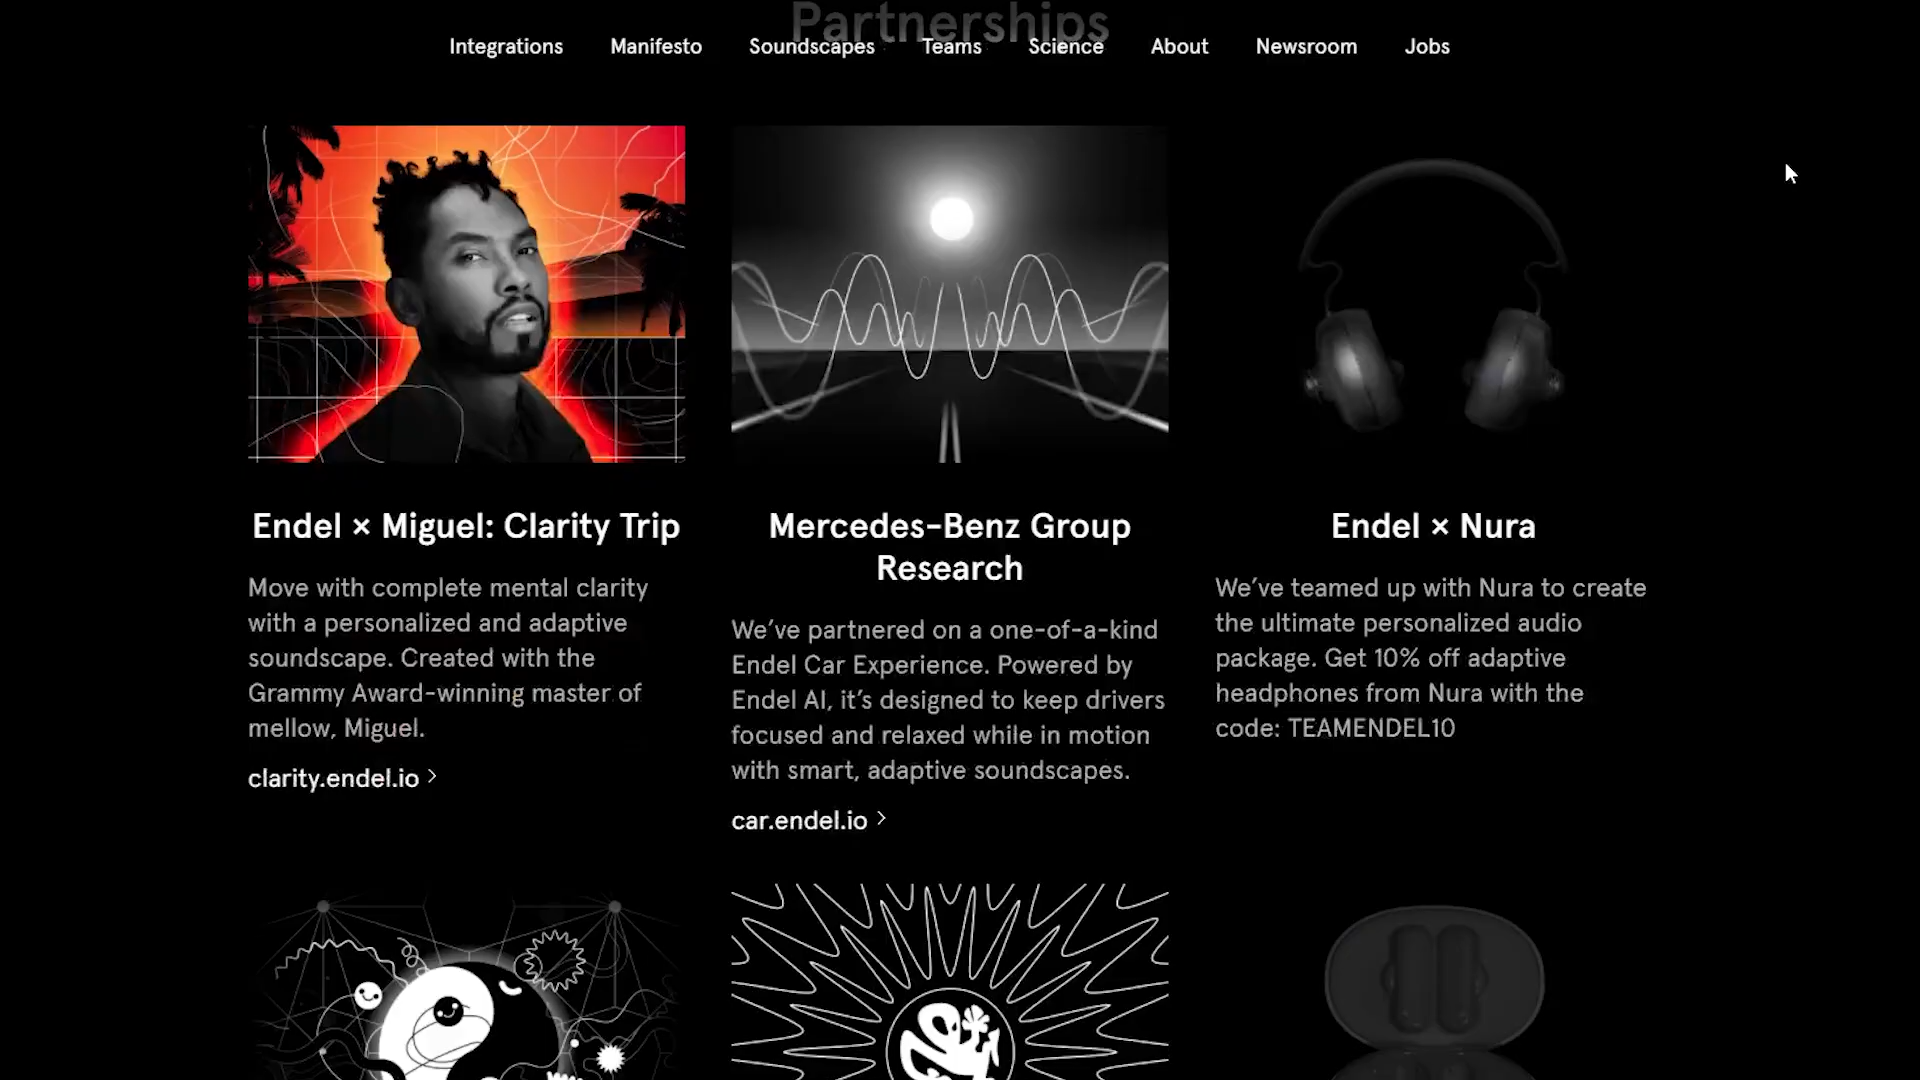 Partnerships
Integrations Manifesto Soundscapes Teams Science About Newsroom Jobs
Endel × Miguel: Clarity Trip
Move with complete mental clarity
with a personalized and adaptive
soundscape. Created with the
Grammy Award-winning master of
mellow, Miguel.
clarity.endel.io >
Mercedes-Benz Group
Research
We’ve partnered on a one-of-a-kind
Endel Car Experience. Powered by
Endel AI, it’s designed to keep drivers
focused and relaxed while in motion
with smart, adaptive soundscapes.
car.endel.io >
Endel × Nura
We’ve teamed up with Nura to create
the ultimate personalized audio
package. Get 10% off adaptive
headphones from Nura with the
code: TEAMENDEL10